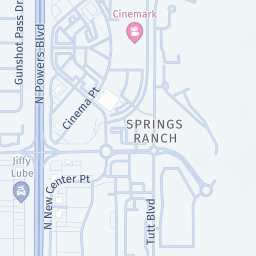 Cinemark
Gunshot Pass Dr
N Powers Blvd
Cinema Pt
SPRINGS
RANCH
Jiffy
Lube
N New Center Pt
Tutt Blvd